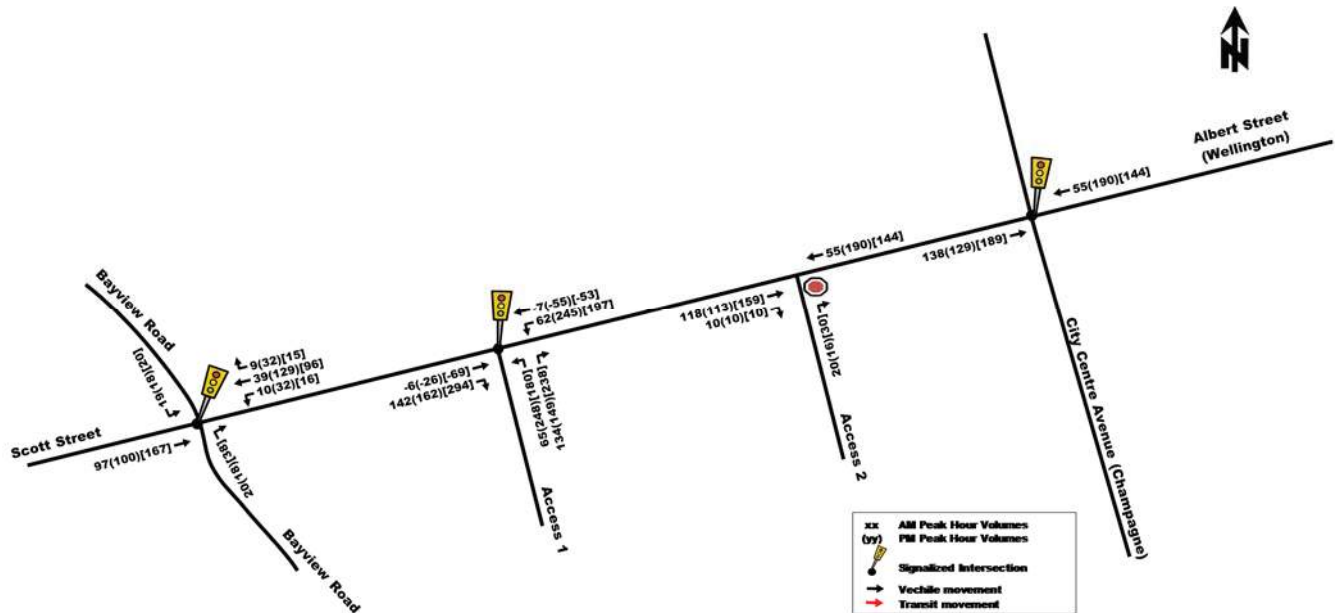 N
Albert Street
(Wellington)
55(190)[144]
138(129)[189]
55(190)[144]
118(113)[159]
10(10)[10]
20(16)[30]
-7(-55)[-53]
62(245)[197]
-6(-26)[-69]
142(162)[294]
65(248)[180]
134(149)[238]
Bayview Road
19(18)[20]
9(32)[15]
39(129)[96]
10(32)[16]
Scott Street
97(100)[167]
20(18)[38]
Bayview Road
Access 1
Access 2
City Centre Avenue (Champagne)
xx AM Peak Hour Volumes
(yy) PM Peak Hour Volumes
Signalized Intersection
Vechile movement
Transit movement